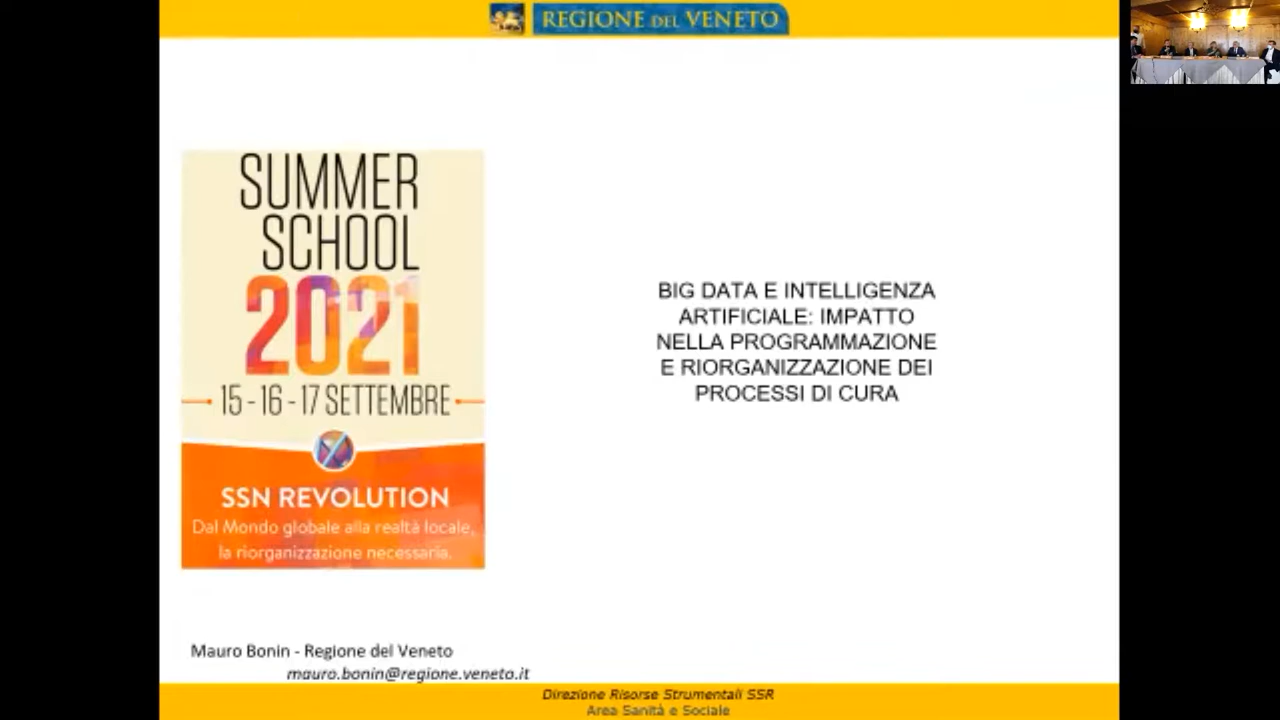 REGIONE DEL VENETO
SUMMER
SCHOOL
2021
15 - 16 - 17 SETTEMBRE
SSN REVOLUTION
Dal Mondo globale alla realtà locale,
la riorganizzazione necessaria.
BIG DATA E INTELLIGENZA
ARTIFICIALE: IMPATTO
NELLA PROGRAMMAZIONE
E RIORGANIZZAZIONE DEI
PROCESSI DI CURA
Mauro Bonin - Regione del Veneto
mauro.bonin@regione.veneto.it
Direzione Risorse Strumentali SSR
Area Sanità e Sociale